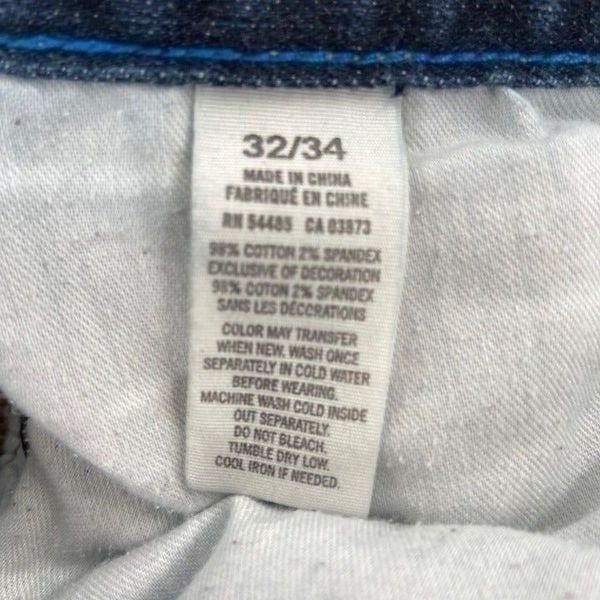 32/34
MADE IN CHINA
FABRIQUÉ EN CHINE
RN 54485 CA 03873
98% COTTON 2% SPANDEX
EXCLUSIVE OF DECORATION
98% COTON 2% SPANDEX
SANS LES DÉCORATIONS
COLOR MAY TRANSFER
WHEN NEW. WASH ONCE
SEPARATELY IN COLD WATER
BEFORE WEARING.
MACHINE WASH COLD INSIDE
OUT SEPARATELY.
DO NOT BLEACH.
TUMBLE DRY LOW.
COOL IRON IF NEEDED.